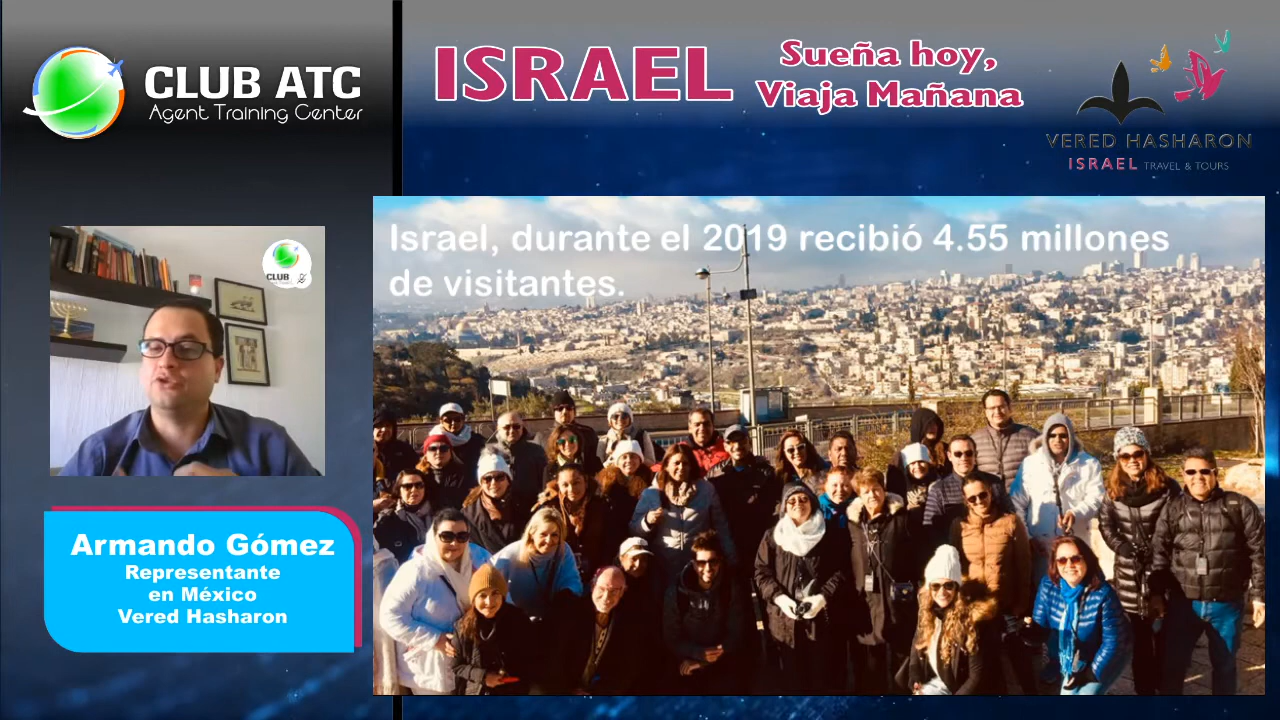 CLUB ATC
Agent Training Center
ISRAEL
Sueña hoy,
Viaja Mañana
VERED HASHARON
ISRAEL TRAVEL & TOURS
CLUB
Israel, durante el 2019 recibió 4.55 millones
de visitantes.
Armando Gómez
Representante
en México
Vered Hasharon